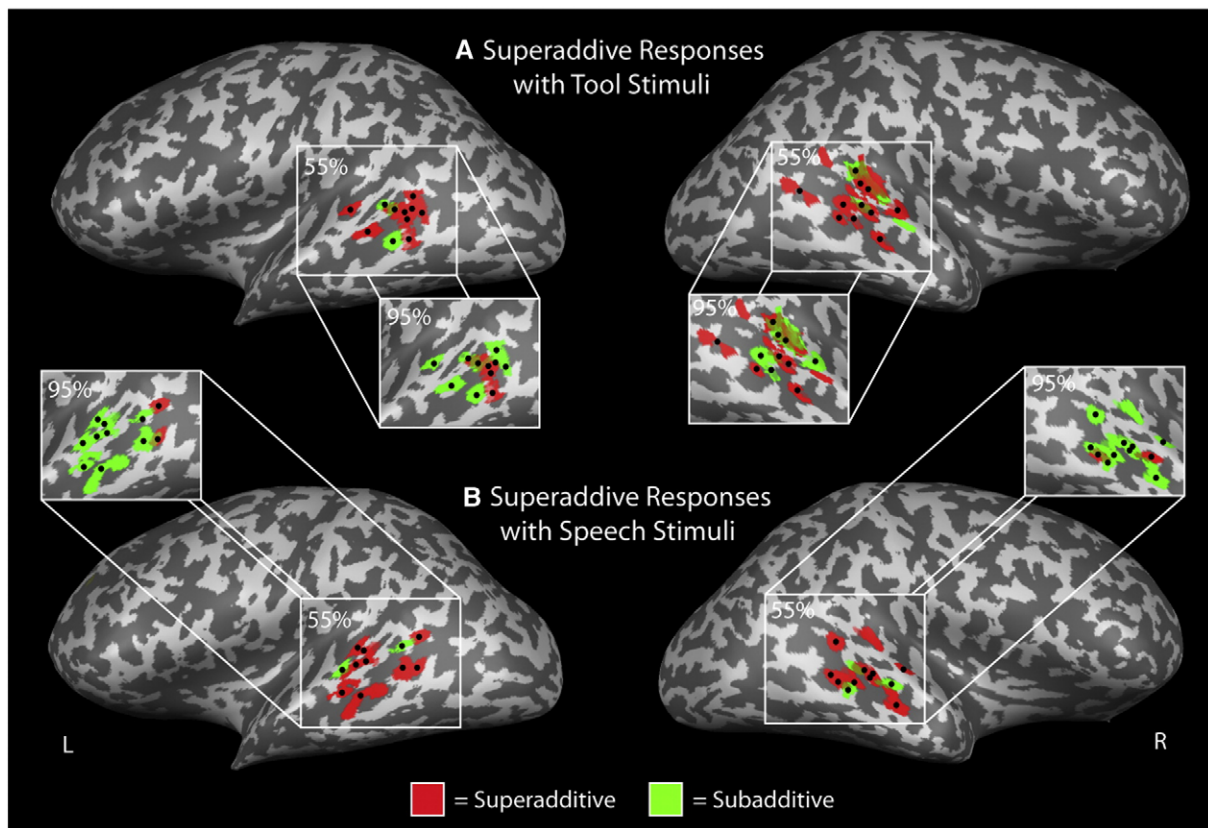 A Superaddive Responses
with Tool Stimuli
55%
55%
95%
95%
95%
95%
B Superaddive Responses
with Speech Stimuli
55%
55%
L
R
= Superadditive
= Subadditive